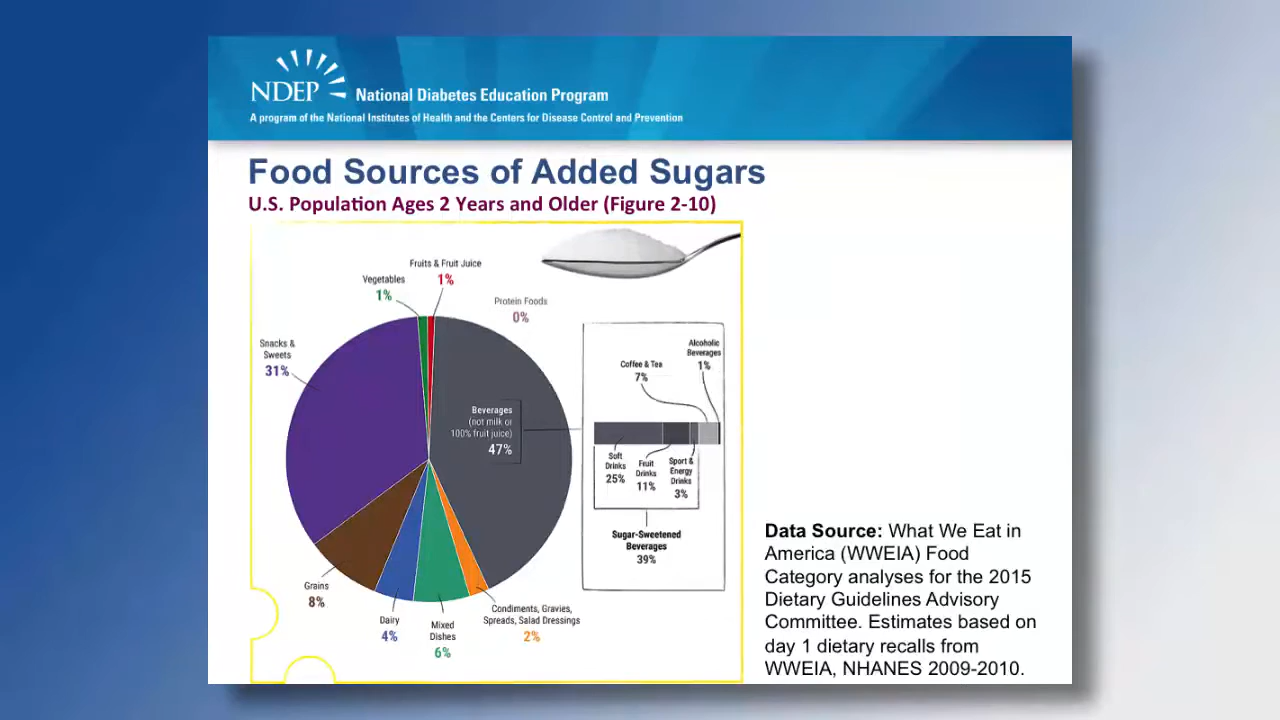 NDEP
National Diabetes Education Program
A program of the National Institutes of Health and the Centers for Disease Control and Prevention
Food Sources of Added Sugars
U.S. Population Ages 2 Years and Older (Figure 2-10)
Fruits & Fruit Juice
1%
Vegetables
1%
Protein Foods
0%
Snacks &
Sweets
31%
Beverages
(not milk or
100% fruit juice)
47%
Grains
8%
Dairy
4%
Mixed
Dishes
6%
Condiments, Gravies,
Spreads, Salad Dressings
2%
Alcoholic
Beverages
1%
Coffee & Tea
7%
Soft
Drinks
25%
Fruit
Drinks
11%
Sport &
Energy
Drinks
3%
Sugar-Sweetened
Beverages
39%
Data Source: What We Eat in
America (WWEIA) Food
Category analyses for the 2015
Dietary Guidelines Advisory
Committee. Estimates based on
day 1 dietary recalls from
WWEIA, NHANES 2009-2010.